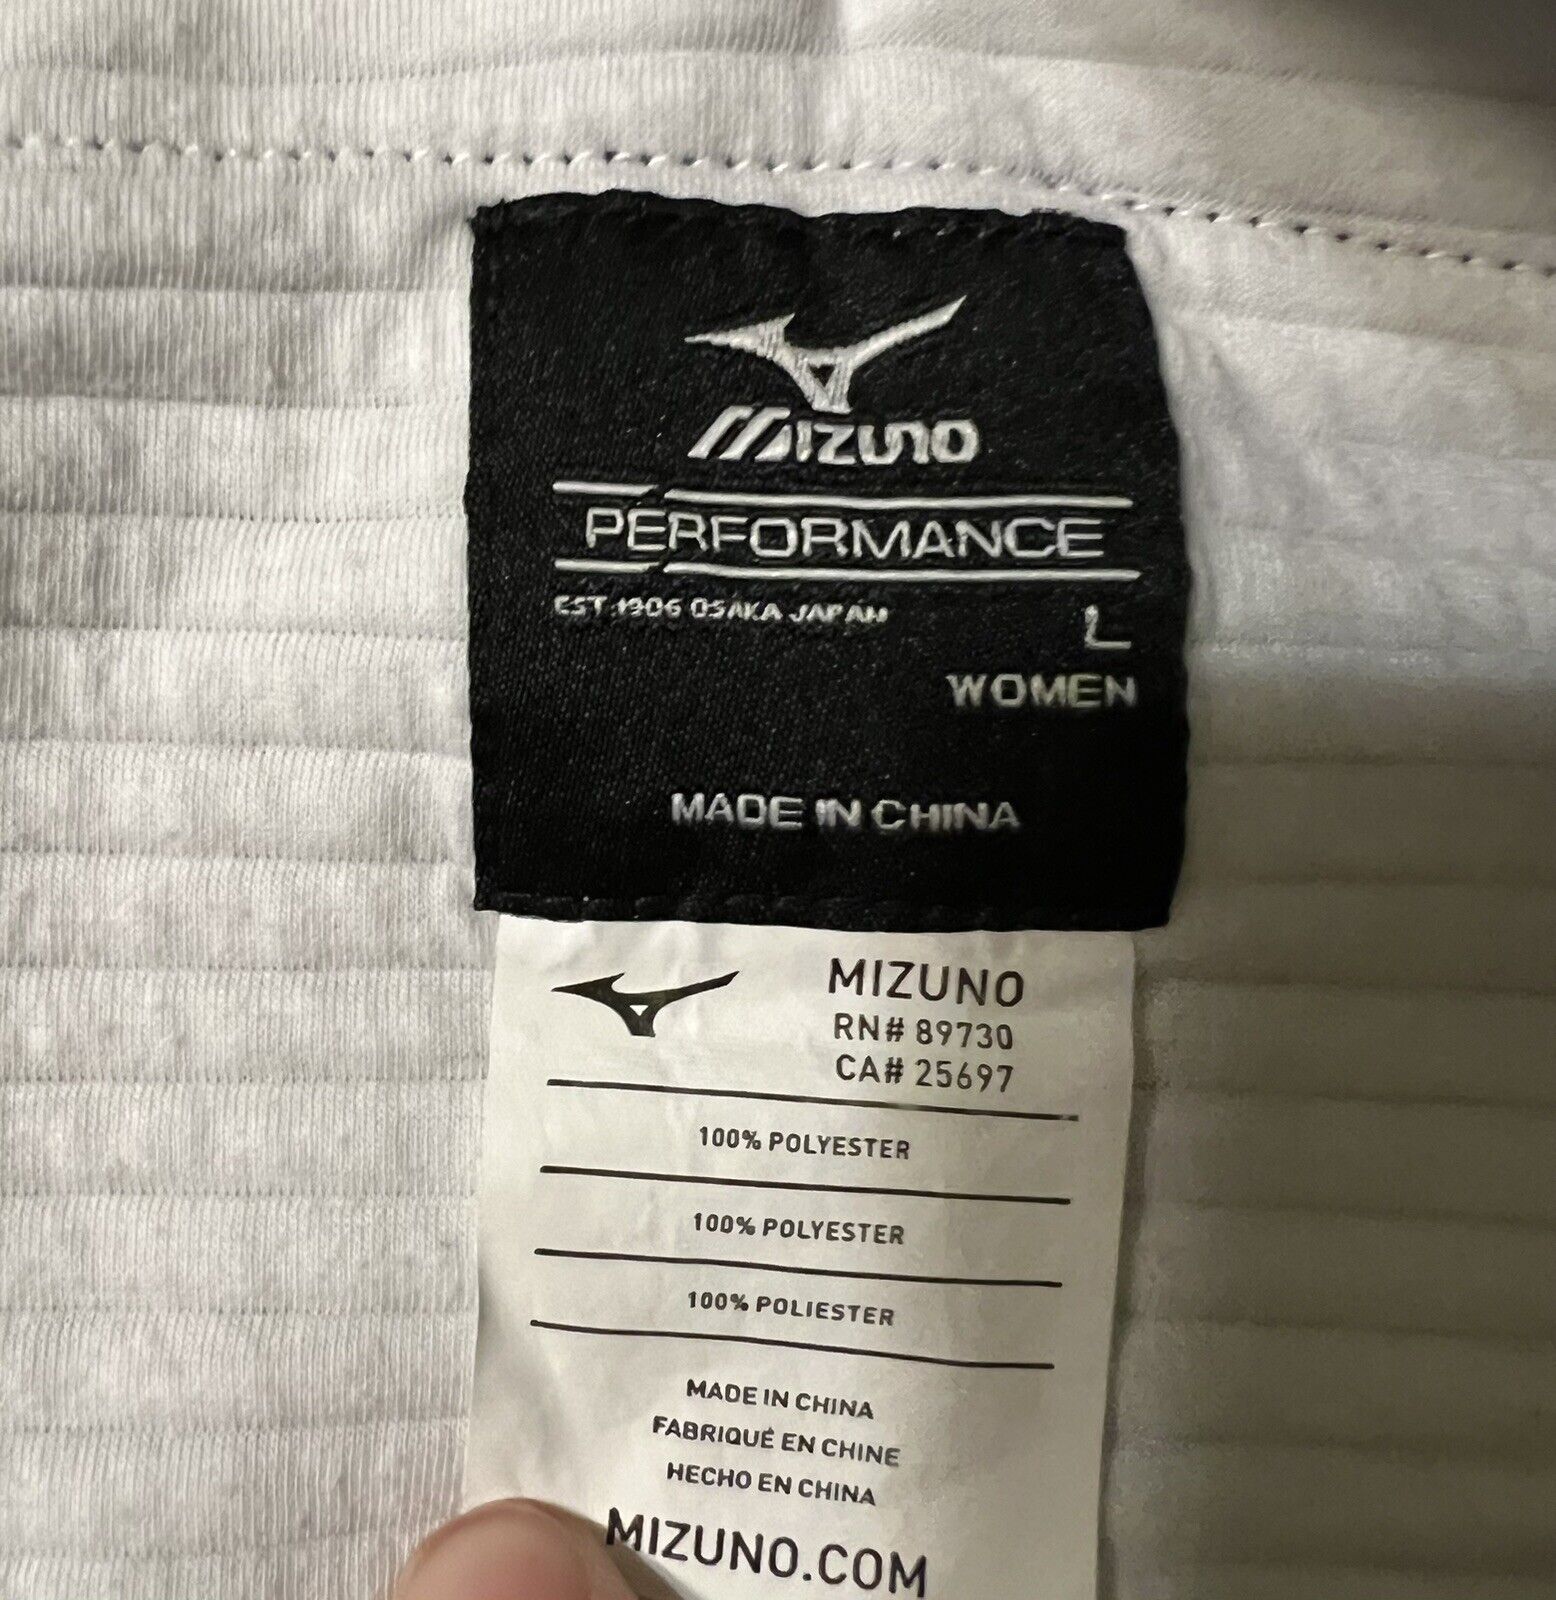 MIZUNO
PERFORMANCE
EST. 1906 OSAKA JAPAN
L
WOMEN
MADE IN CHINA
MIZUNO
RN# 89730
CA# 25697
100% POLYESTER
100% POLYESTER
100% POLIESTER
MADE IN CHINA
FABRIQUÉ EN CHINE
HECHO EN CHINA
MIZUNO.COM